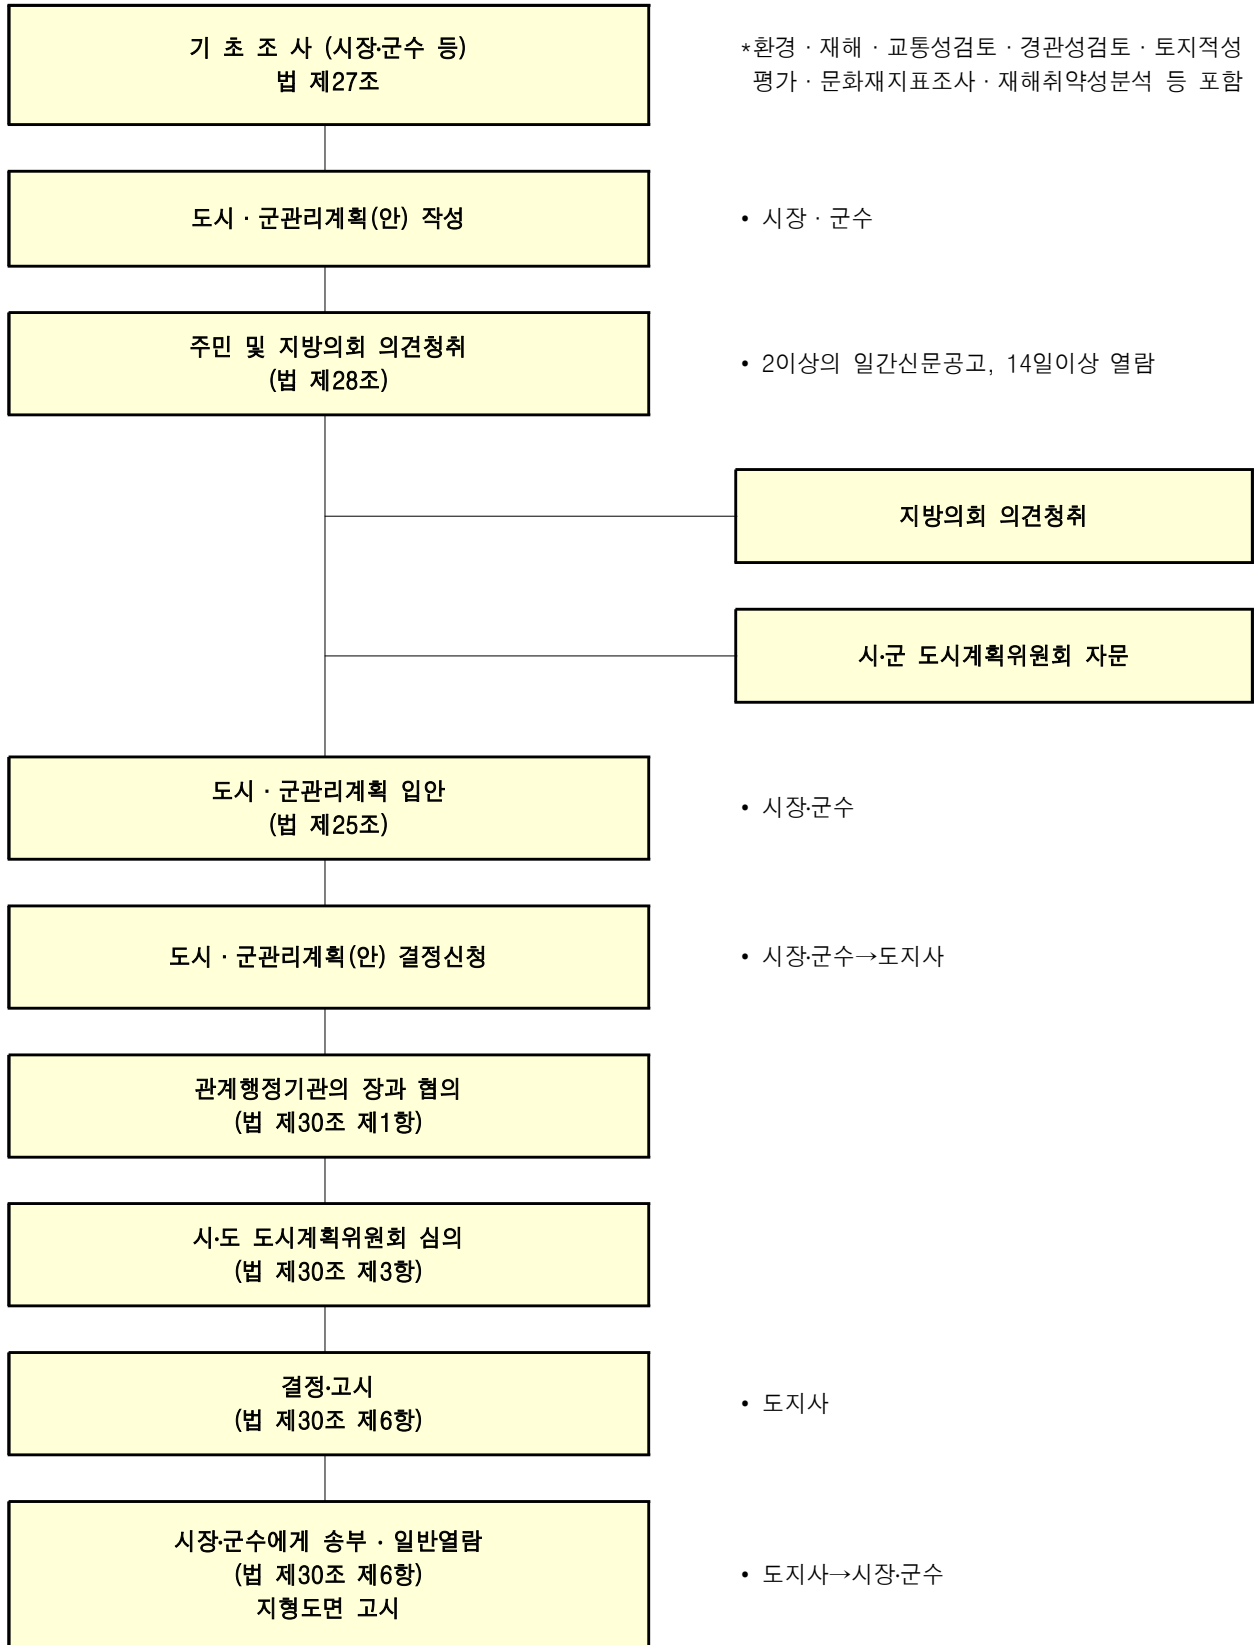 기 초 조 사 (시장·군수 등)
법 제27조
*환경 · 재해 · 교통성검토 · 경관성검토 · 토지적성
평가 · 문화재지표조사 · 재해취약성분석 등 포함
도시 · 군관리계획(안) 작성
• 시장 · 군수
주민 및 지방의회 의견청취
(법 제28조)
• 2이상의 일간신문공고, 14일이상 열람
지방의회 의견청취
시·군 도시계획위원회 자문
도시 · 군관리계획 입안
(법 제25조)
• 시장·군수
도시 · 군관리계획(안) 결정신청
• 시장·군수→도지사
관계행정기관의 장과 협의
(법 제30조 제1항)
시·도 도시계획위원회 심의
(법 제30조 제3항)
결정·고시
(법 제30조 제6항)
• 도지사
시장·군수에게 송부 · 일반열람
(법 제30조 제6항)
지형도면 고시
• 도지사→시장·군수